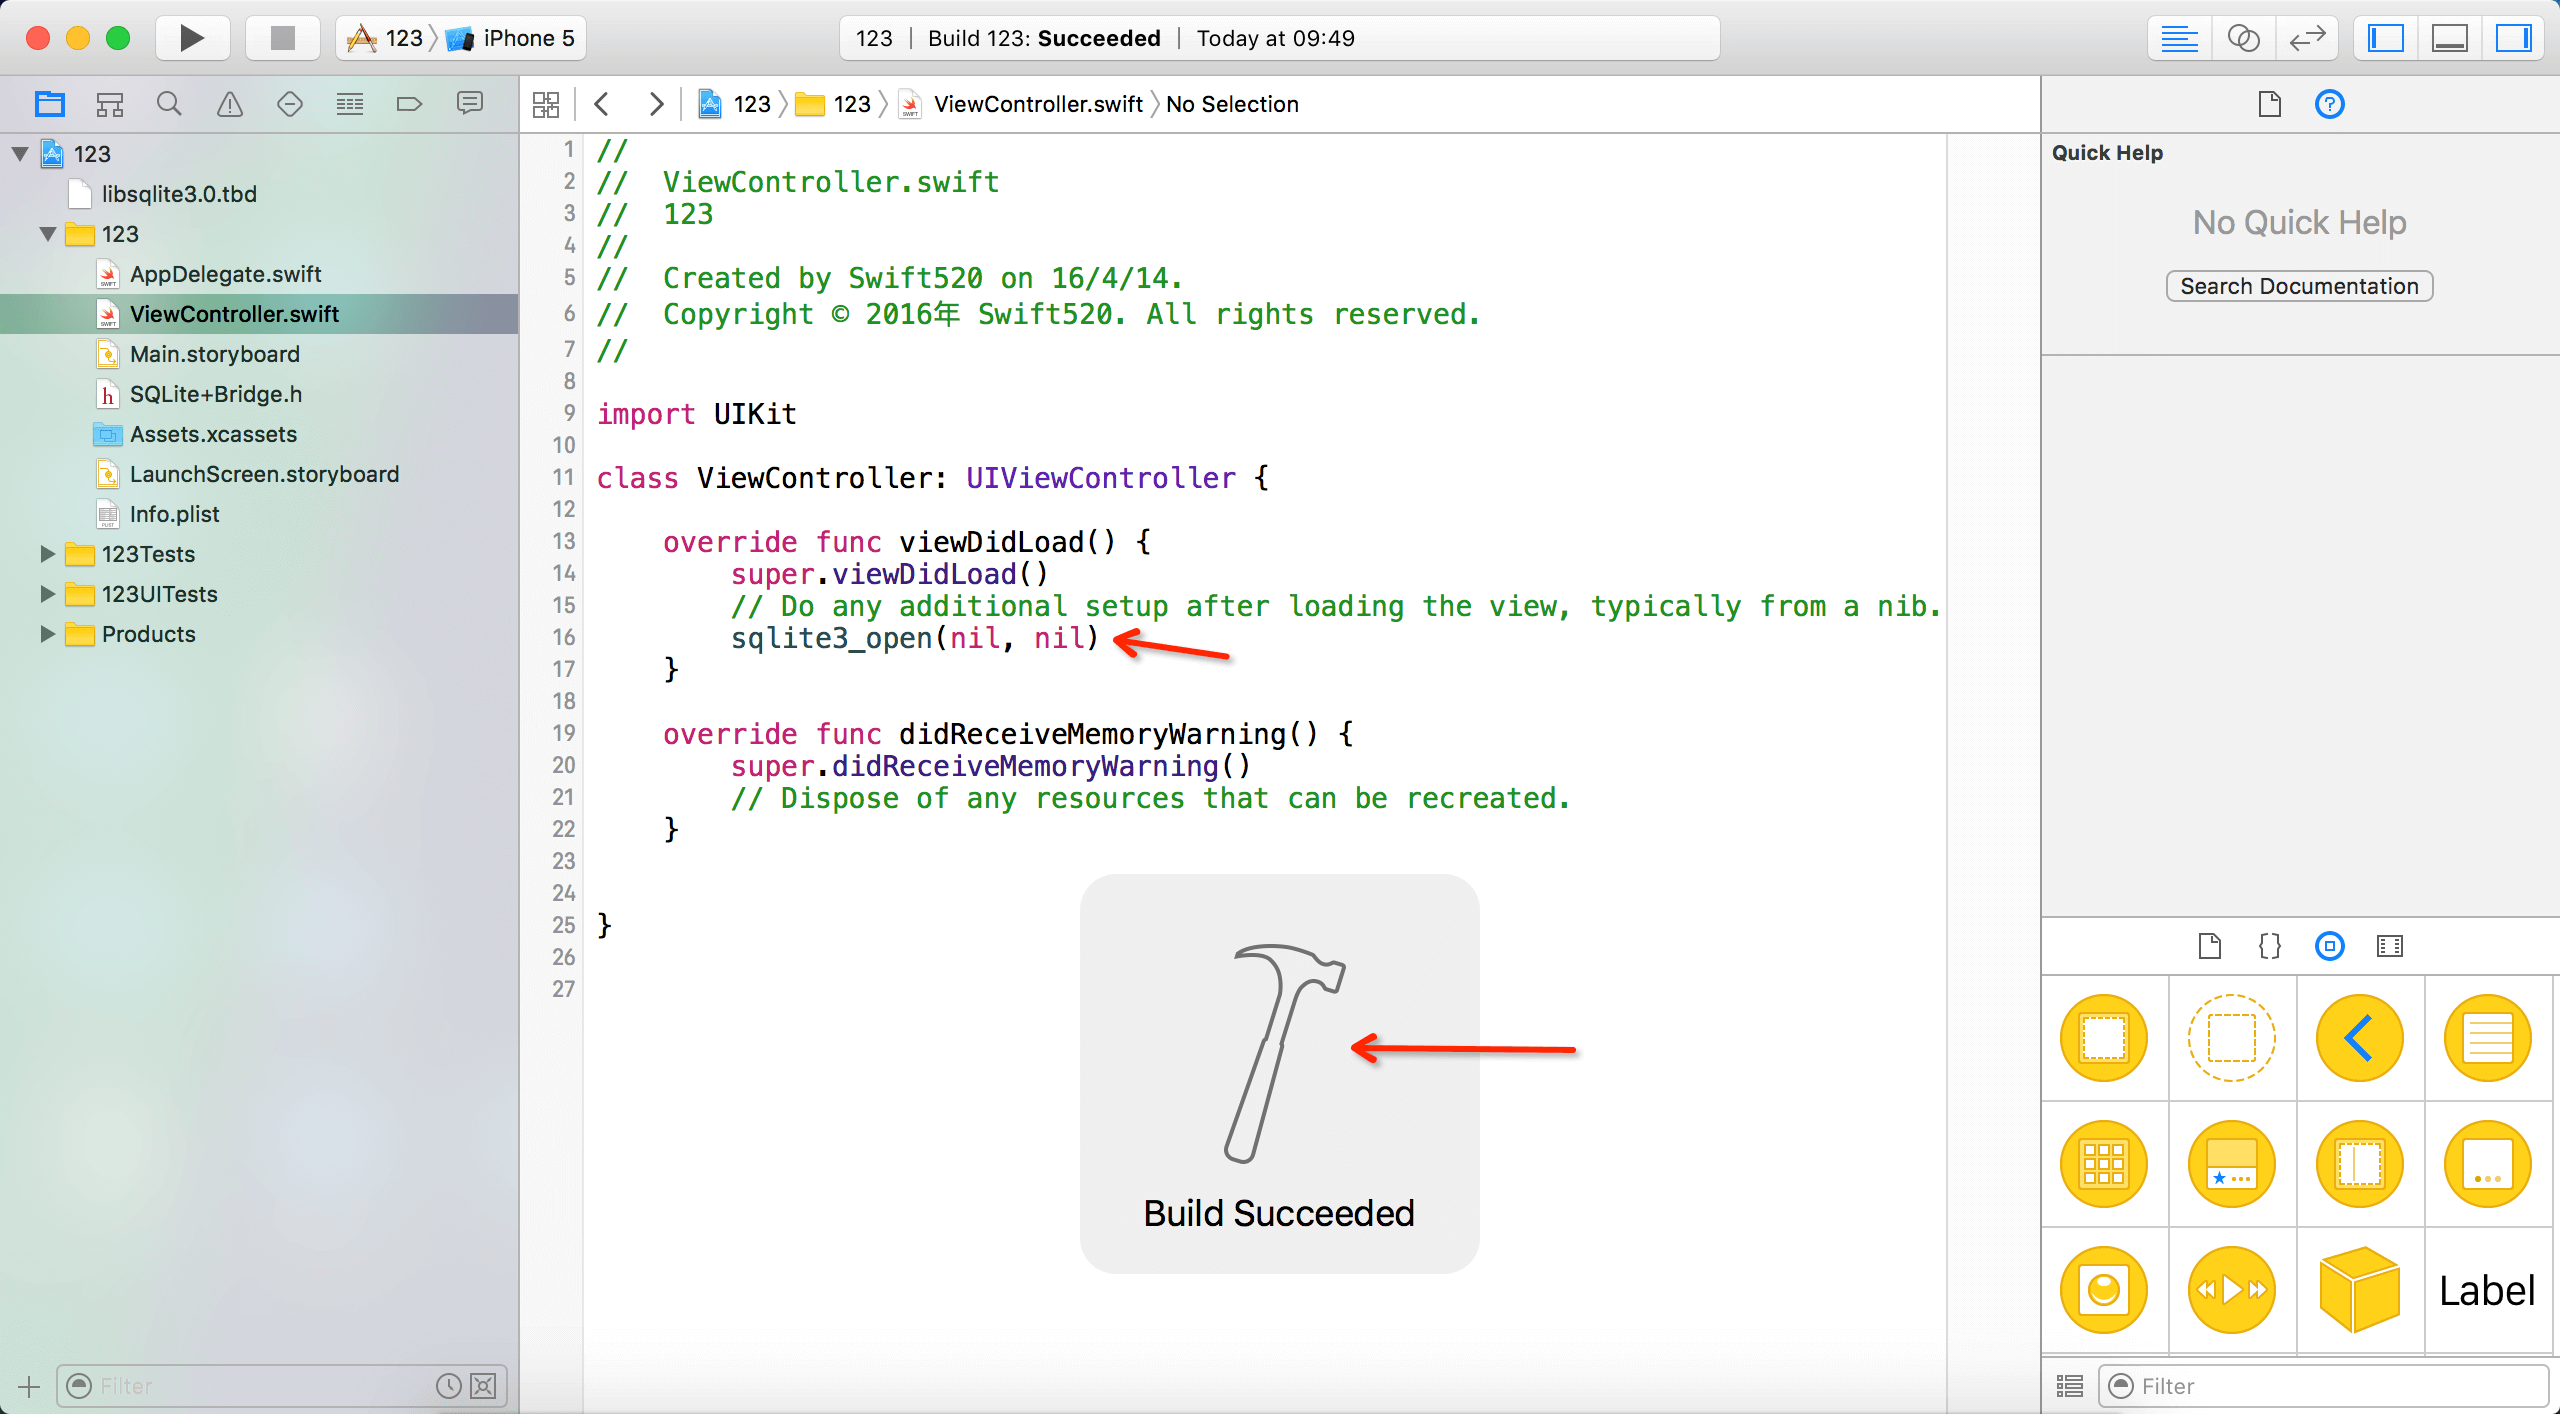 123 iPhone 5 123 | Build 123: Succeeded | Today at 09:49
123 123 ViewController.swift No Selection
123
libsqlite3.0.tbd
123
AppDelegate.swift
ViewController.swift
Main.storyboard
SQLite+Bridge.h
Assets.xcassets
LaunchScreen.storyboard
Info.plist
123Tests
123UITests
Products
Filter
1 //
2 //  ViewController.swift
3 //  123
4 //
5 //  Created by Swift520 on 16/4/14.
6 //  Copyright © 2016年 Swift520. All rights reserved.
7 //
8
9 import UIKit
10
11 class ViewController: UIViewController {
12
13     override func viewDidLoad() {
14         super.viewDidLoad()
15         // Do any additional setup after loading the view, typically from a nib.
16         sqlite3_open(nil, nil)
17     }
18
19     override func didReceiveMemoryWarning() {
20         super.didReceiveMemoryWarning()
21         // Dispose of any resources that can be recreated.
22     }
23
24
25 }
26
27
Build Succeeded
Quick Help
No Quick Help
Search Documentation
Label
Filter